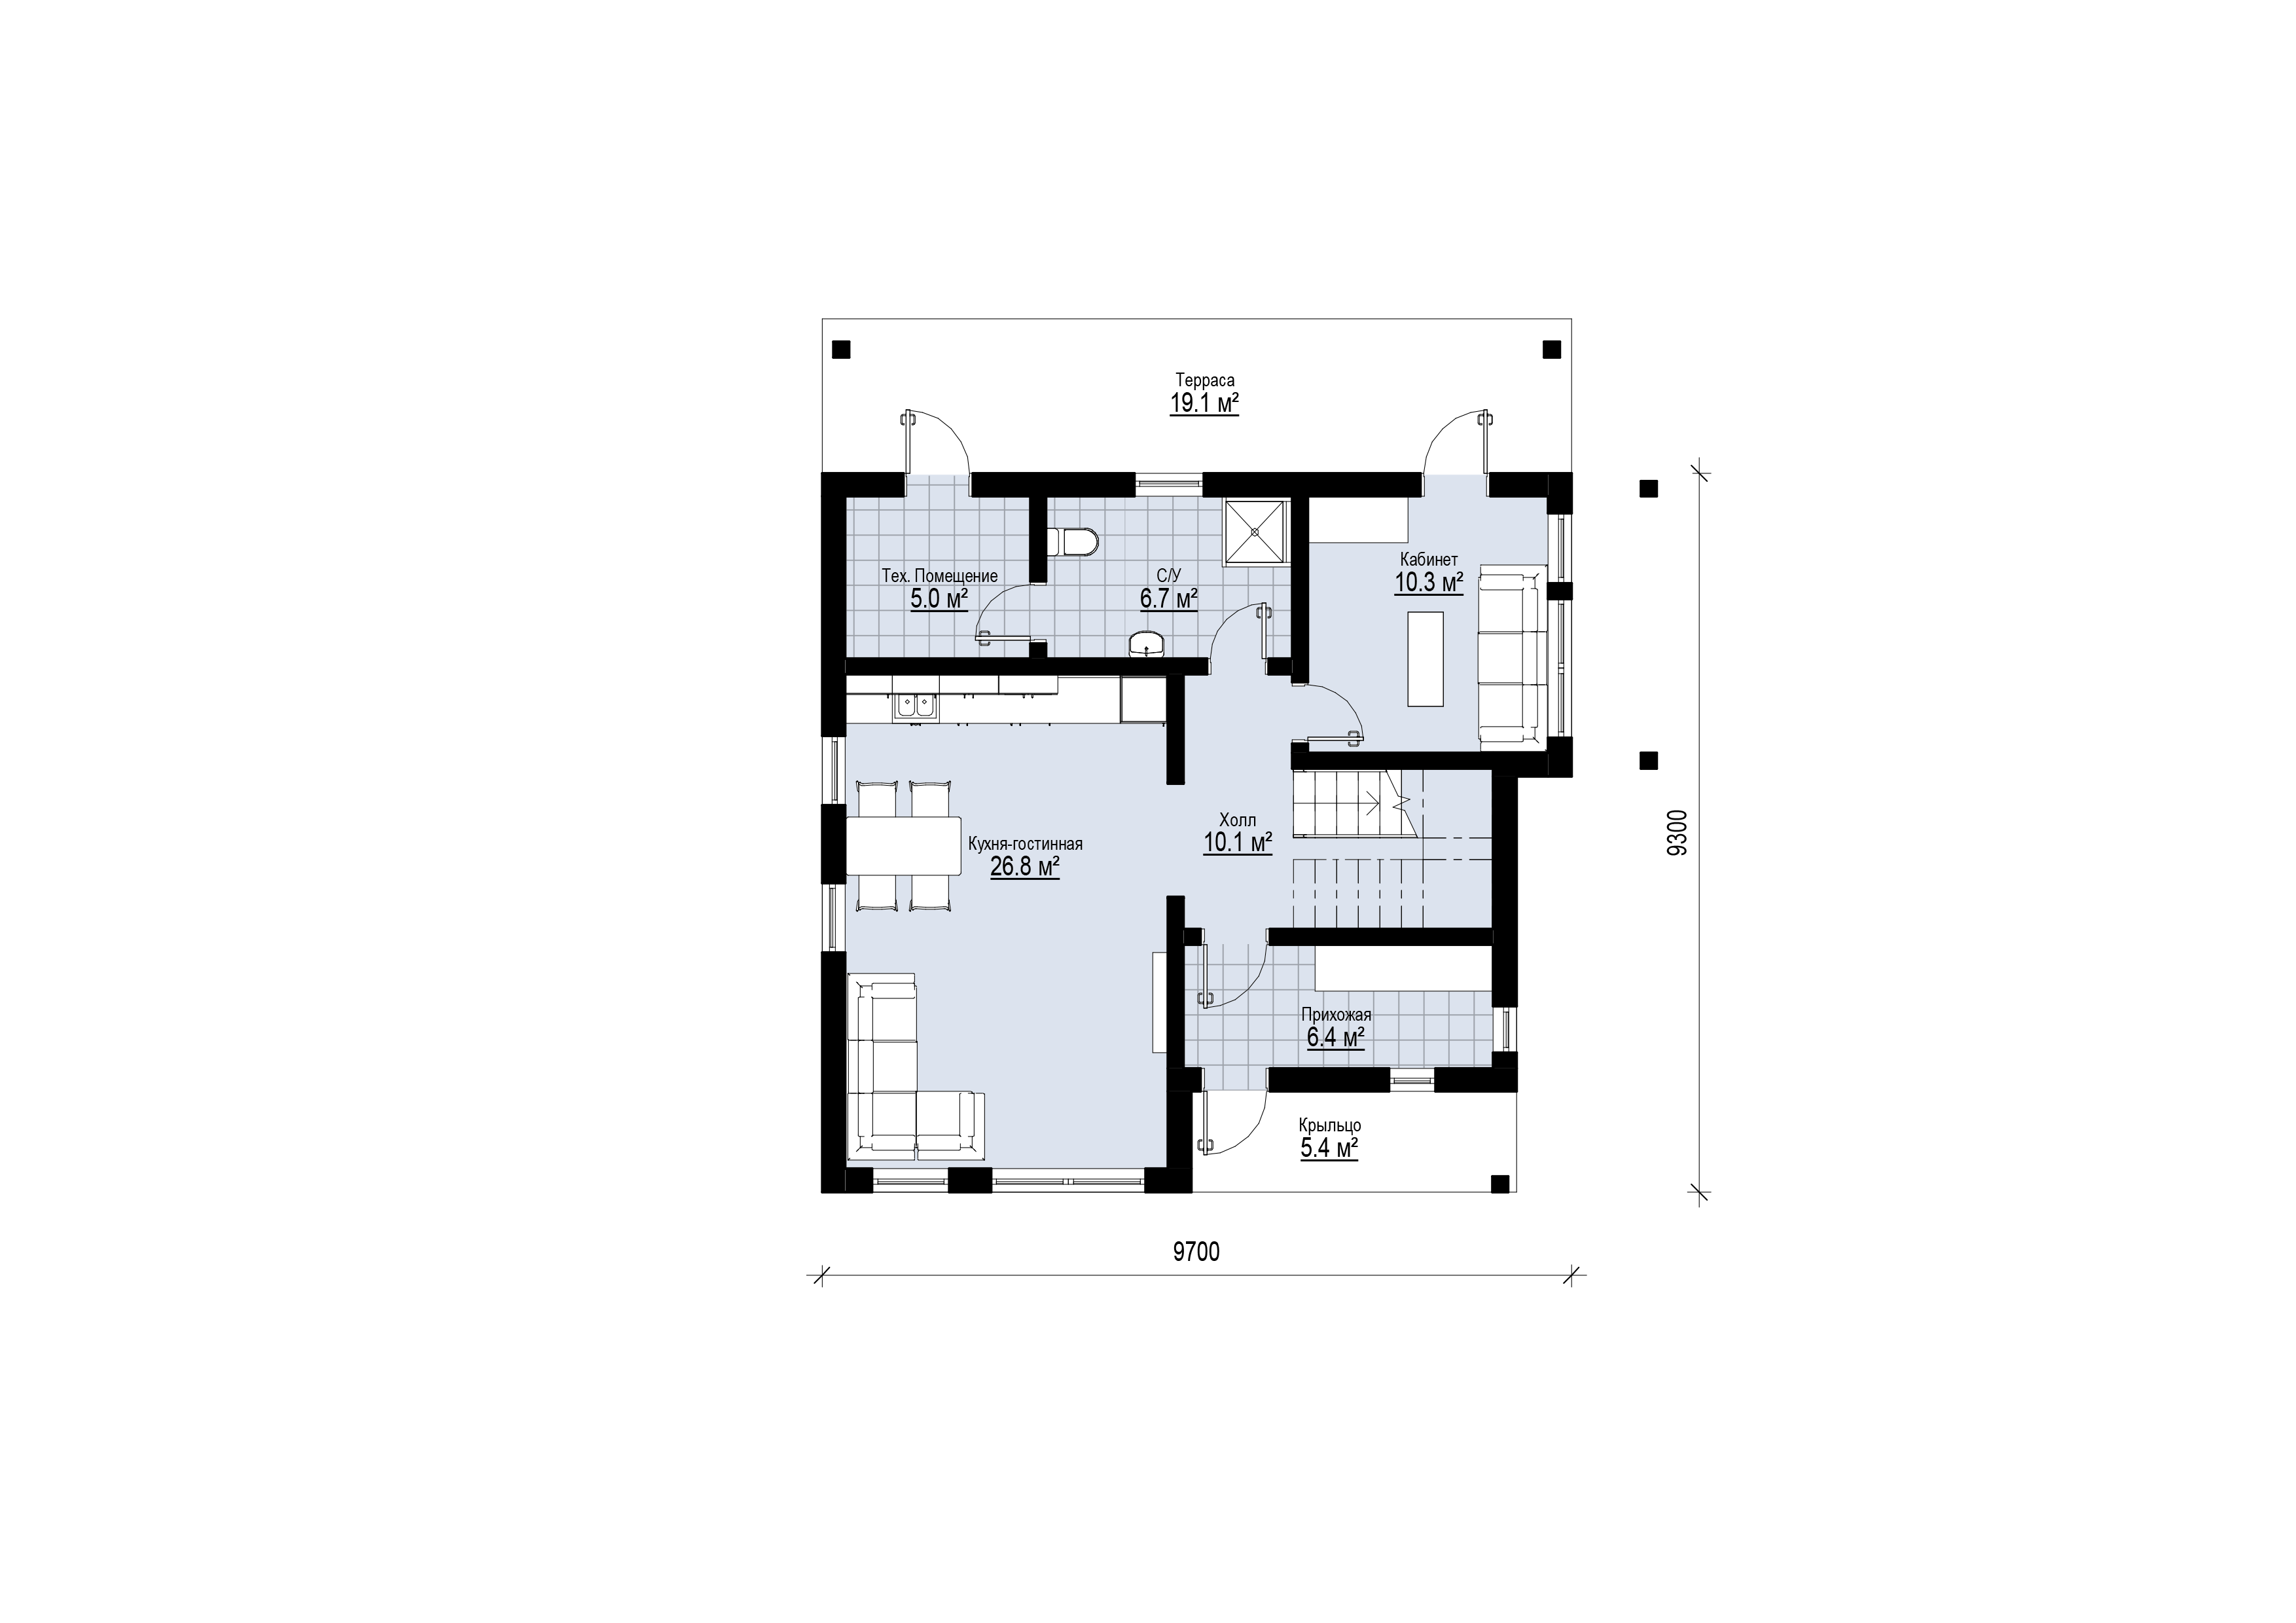 Терраса
19.1 м²
Кабинет
10.3 м²
Тех. Помещение
5.0 м²
С/У
6.7 м²
Холл
10.1 м²
Кухня-гостинная
26.8 м²
9300
Прихожая
6.4 м²
Крыльцо
5.4 м²
9700